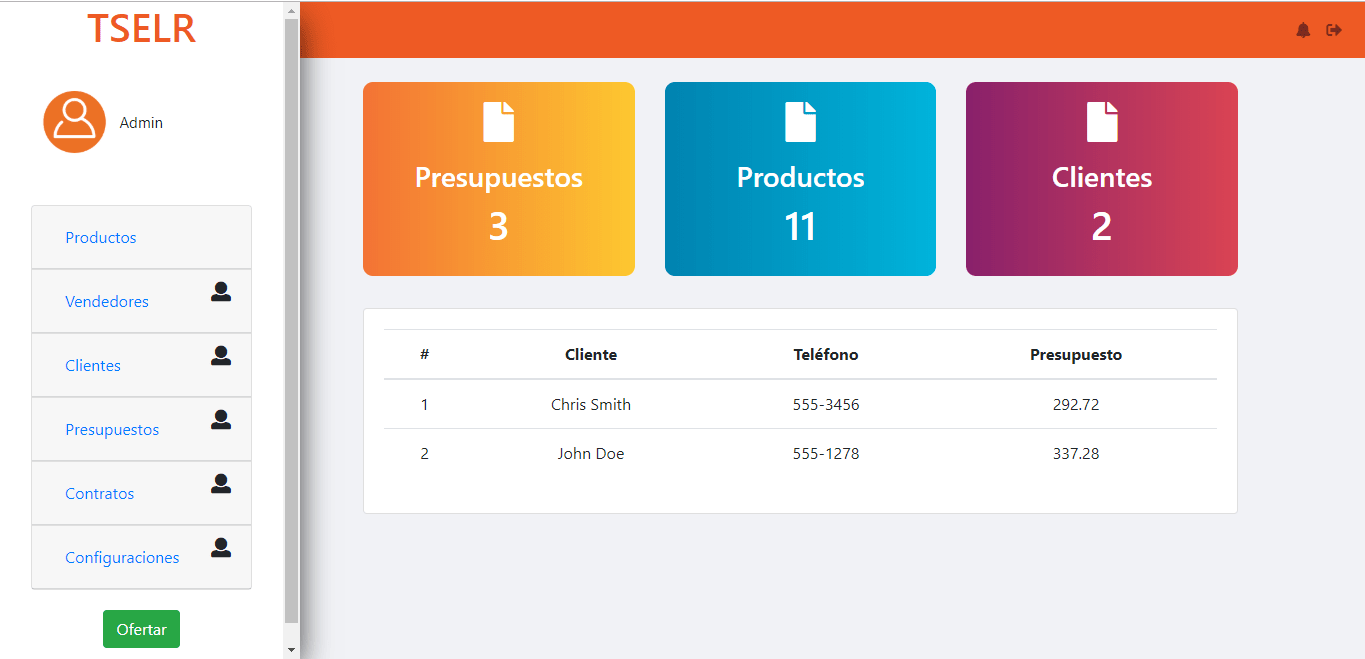 TSELR
Admin
Productos
Vendedores
Clientes
Presupuestos
Contratos
Configuraciones
Ofertar
Presupuestos
3
Productos
11
Clientes
2
# Cliente Teléfono Presupuesto
1 Chris Smith 555-3456 292.72
2 John Doe 555-1278 337.28